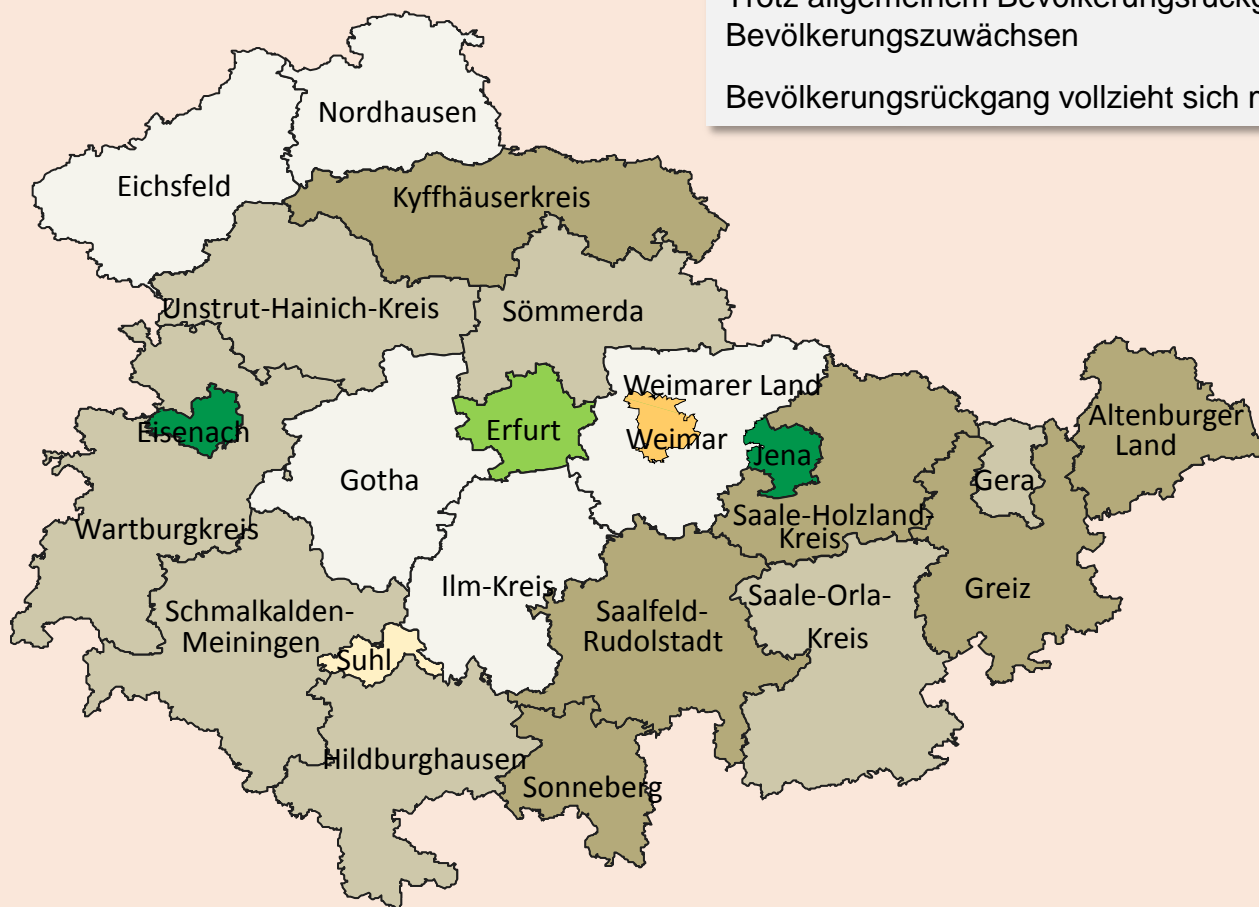 Bevölkerungszuwächsen
Bevölkerungsrückgang vollzieht sich
Nordhausen
Eichsfeld
Kyffhäuserkreis
Unstrut-Hainich-Kreis
Sömmerda
Weimarer Land
Eisenach
Erfurt
Weimar
Jena
Altenburger
Land
Gotha
Gera
Wartburgkreis
Saale-Holzland-
Kreis
Ilm-Kreis
Schmalkalden-
Meiningen
Saalfeld-
Rudolstadt
Saale-Orla-
Kreis
Greiz
Suhl
Hildburghausen
Sonneberg